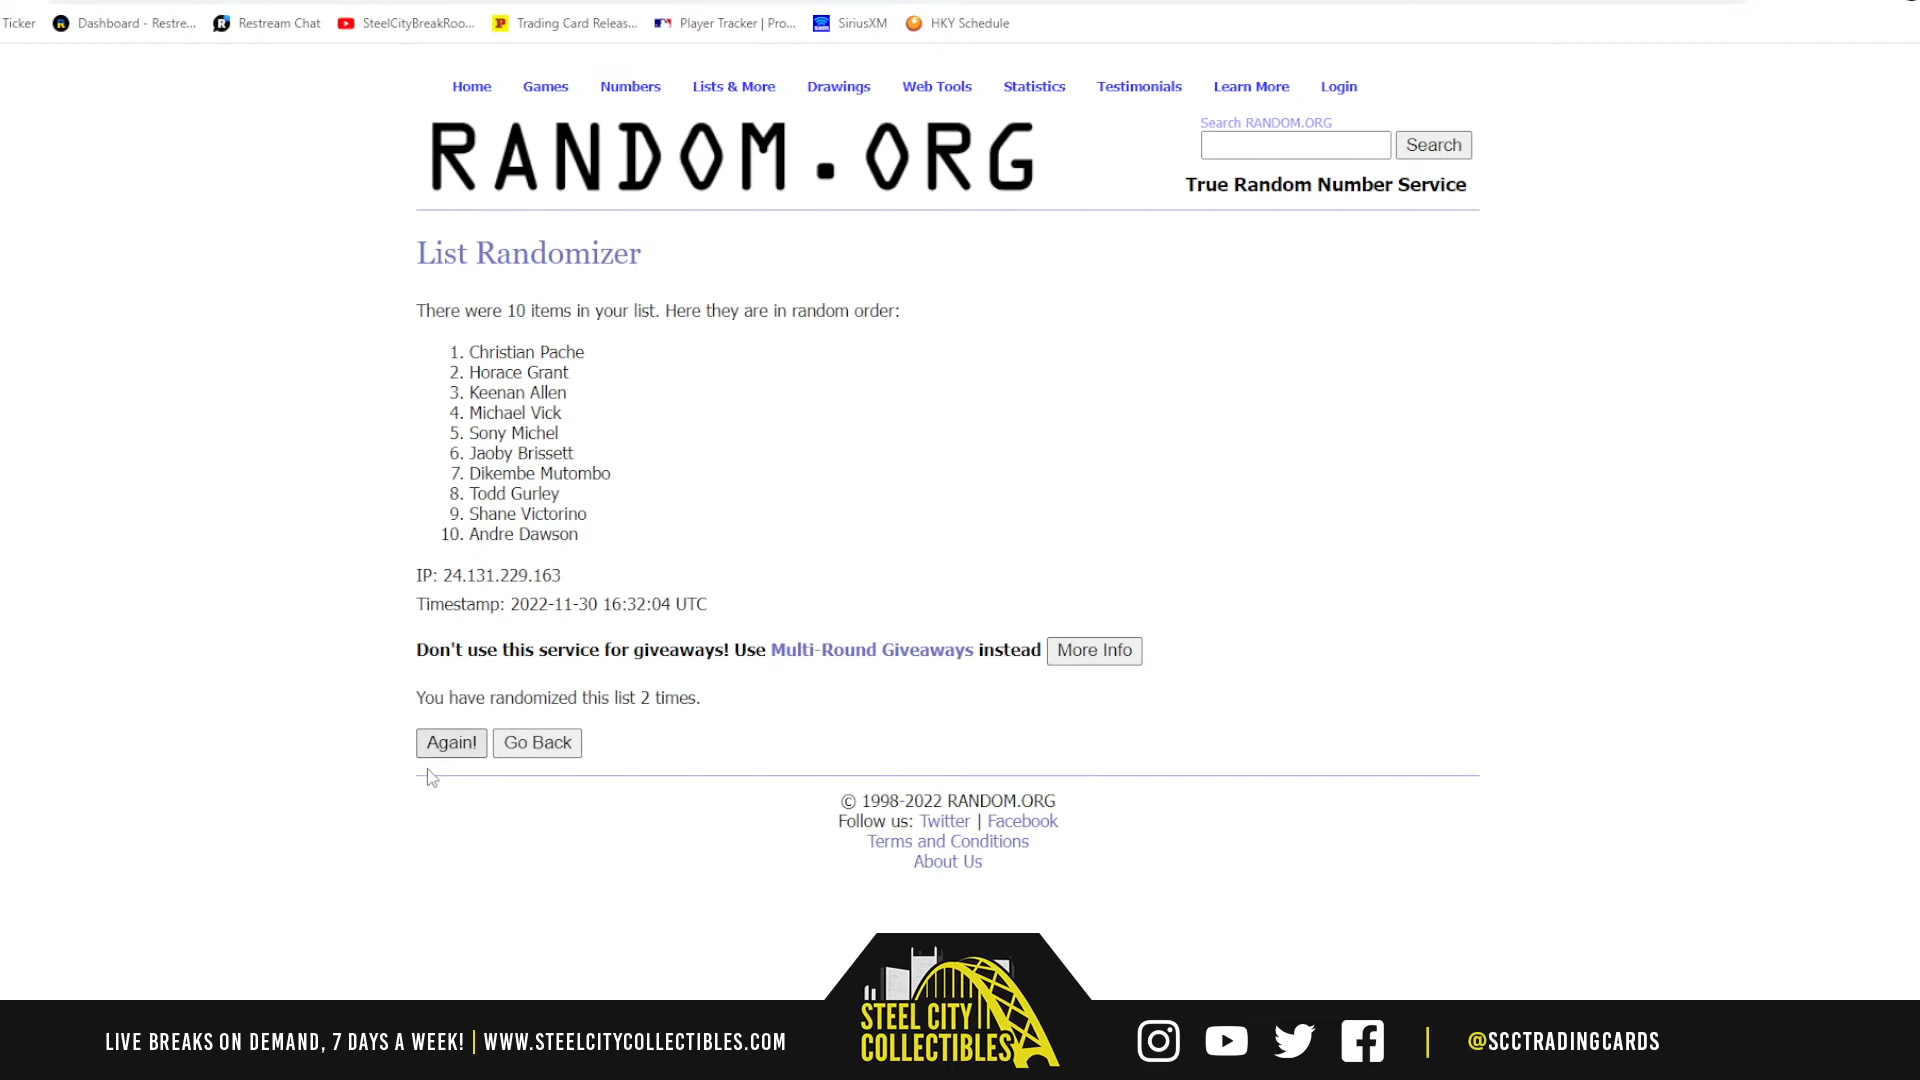 Ticker Dashboard - Restre... Restream Chat SteelCityBreakRoo... Trading Card Releas... Player Tracker | Pro... SiriusXM HKY Schedule
Home Games Numbers Lists & More Drawings Web Tools Statistics Testimonials Learn More Login
RANDOM.ORG
Search RANDOM.ORG
Search
True Random Number Service
List Randomizer
There were 10 items in your list. Here they are in random order:
1. Christian Pache
2. Horace Grant
3. Keenan Allen
4. Michael Vick
5. Sony Michel
6. Jaoby Brissett
7. Dikembe Mutombo
8. Todd Gurley
9. Shane Victorino
10. Andre Dawson
IP: 24.131.229.163
Timestamp: 2022-11-30 16:32:04 UTC
Don't use this service for giveaways! Use Multi-Round Giveaways instead More Info
You have randomized this list 2 times.
Again! Go Back
© 1998-2022 RANDOM.ORG
Follow us: Twitter | Facebook
Terms and Conditions
About Us
LIVE BREAKS ON DEMAND, 7 DAYS A WEEK! | WWW.STEELCITYCOLLECTIBLES.COM
STEEL CITY
COLLECTIBLES
| @SCCTRADINGCARDS